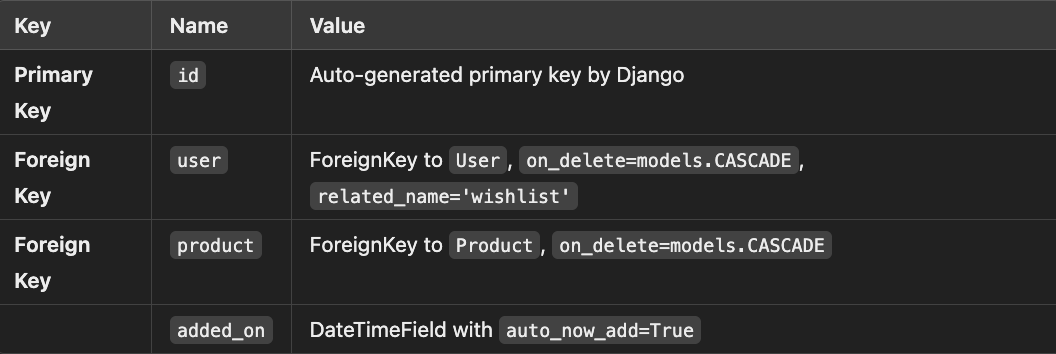 Key Name Value
Primary Key id Auto-generated primary key by Django
Foreign Key user ForeignKey to User, on_delete=models.CASCADE,
related_name='wishlist'
Foreign Key product ForeignKey to Product, on_delete=models.CASCADE
added_on DateTimeField with auto_now_add=True